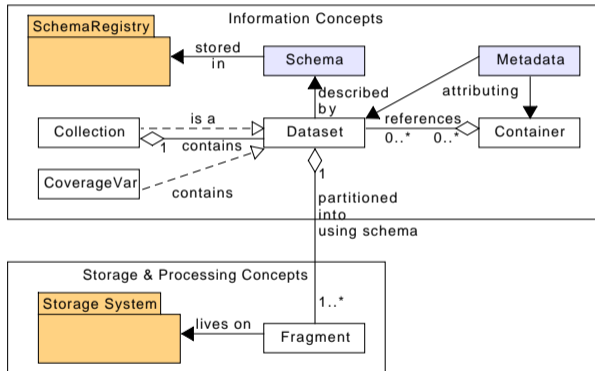 Information Concepts
SchemaRegistry
stored
in
Schema
Metadata
described
by
attributing
Collection
is a
1
contains
Dataset
references
0..*
0..*
Container
CoverageVar
contains
1
partitioned
into
using schema
Storage & Processing Concepts
Storage System
1..*
lives on
Fragment